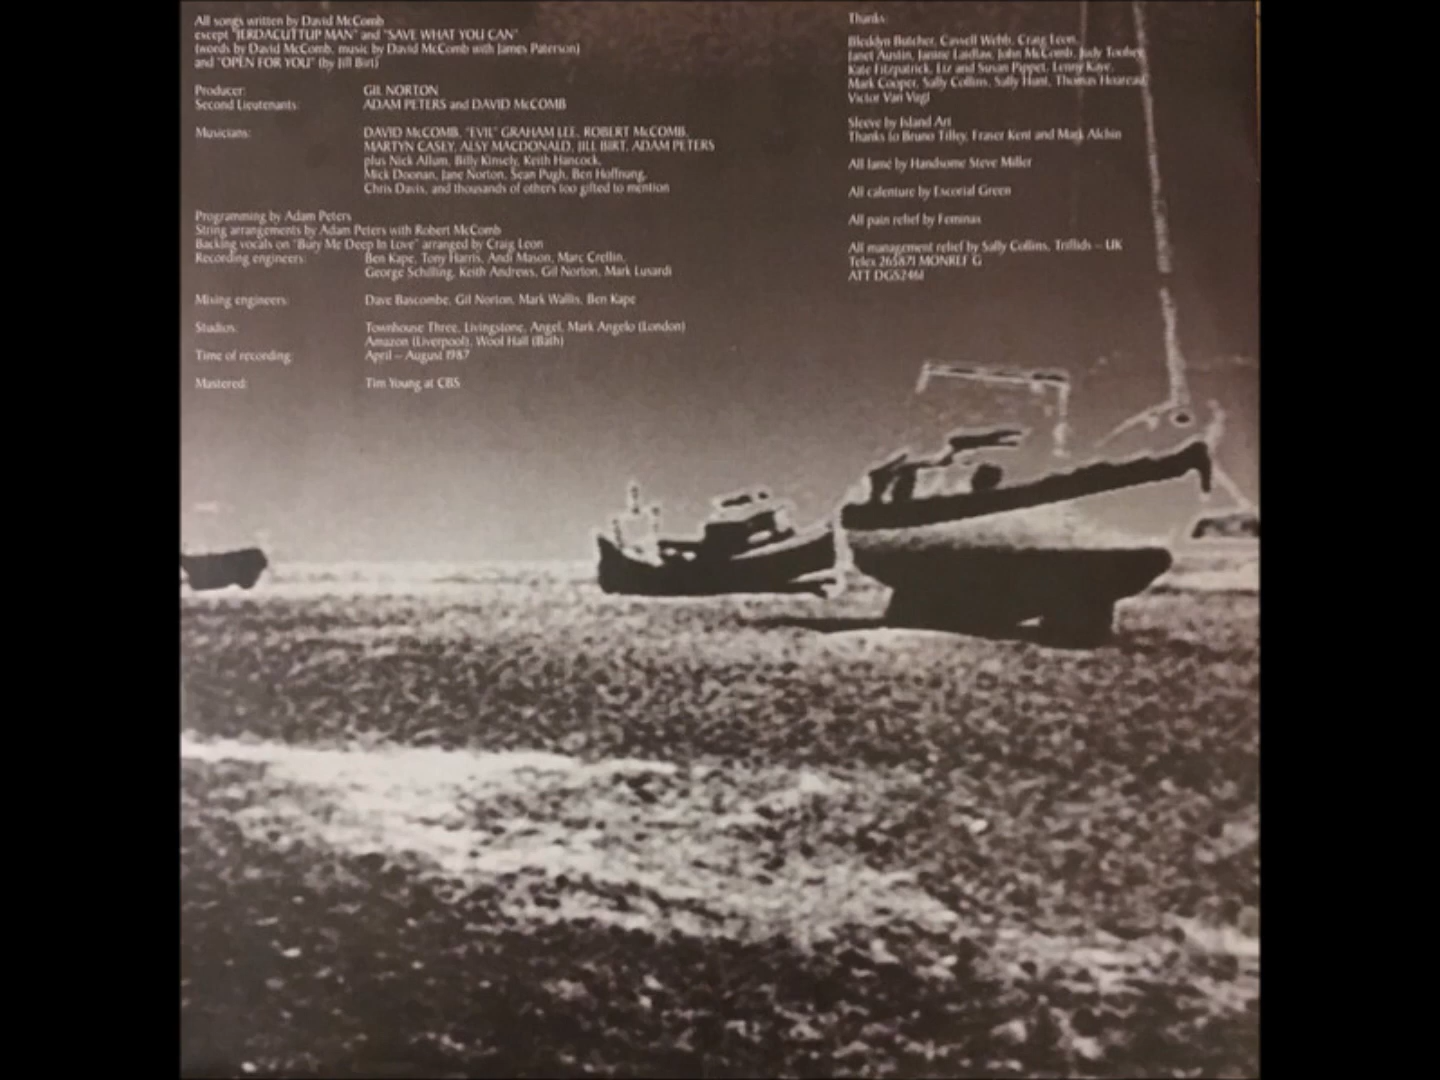 All songs written by David McComb
except "JERDACUTTUP MAN" and "SAVE WHAT YOU CAN"
(words by David McComb, music by David McComb with James Paterson)
and "OPEN FOR YOU" (by Jill Birt)
Producer: GIL NORTON
Second Lieutenants: ADAM PETERS and DAVID McCOMB
Musicians: DAVID McCOMB, "EVIL" GRAHAM LEE, ROBERT McCOMB,
MARTYN CASEY, ALSY MACDONALD, JILL BIRT, ADAM PETERS
plus Nick Allum, Billy Kimsely, Keith Hancock,
Mick Doonan, Jane Norton, Sean Pugh, Ben Hoffnung,
Chris Davis, and thousands of others too gifted to mention
Programming by Adam Peters
String arrangements by Adam Peters with Robert McComb
Backing vocals on "Bury Me Deep In Love" arranged by Craig Leon
Recording engineers: Ben Kape, Tony Harris, Andi Mason, Marc Crellin,
George Schilling, Keith Andrews, Gil Norton, Mark Lusardi
Mixing engineers: Dave Bascombe, Gil Norton, Mark Wallis, Ben Kape
Studios: Townhouse Three, Livingstone, Angel, Mark Angelo (London)
Amazon (Liverpool), Wool Hall (Bath)
Time of recording: April – August 1987
Mastered: Tim Young at CBS
Thanks:
Bleddyn Butcher, Cassell Webb, Craig Leon,
Janet Austin, Janine Laidlaw, John McComb, Judy Toohey,
Kate Fitzpatrick, Liz and Susan Pippet, Lenny Kaye,
Mark Cooper, Sally Collins, Sally Hunt, Thomas
Victor Van Vugt
Sleeve by Island Art
Thanks to Bruno Tilley, Fraser Kent and Mark Alchin
All lamé by Handsome Steve Miller
All calenture by Escorial Green
All pain relief by Feminax
All management relief by Sally Collins, Triffids – UK
Telex 265871 MONREF G
ATT DGS2461